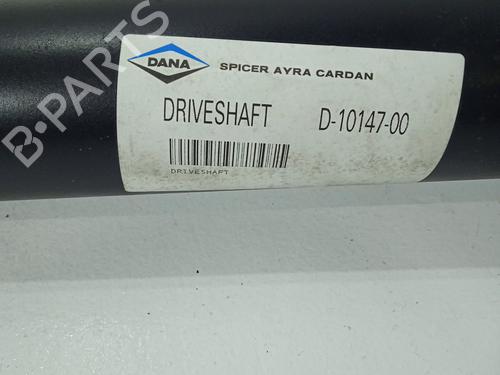 DANA SPICER AYRA CARDAN
DRIVESHAFT D-10147-00
DRIVESHAFT
B-PARTS